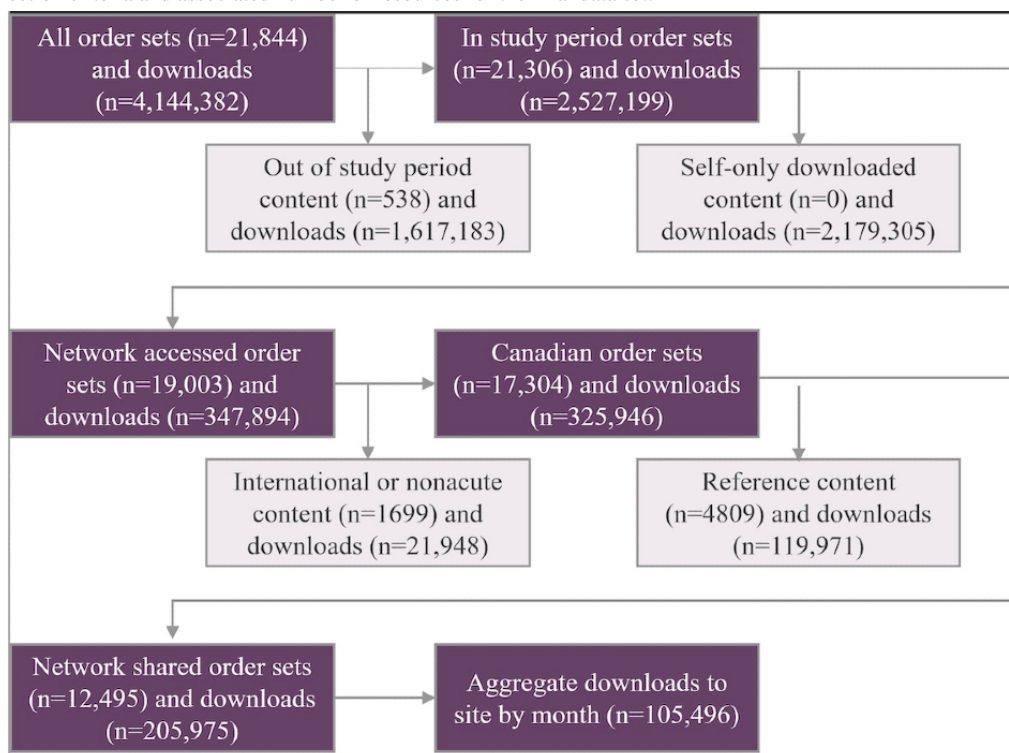 All order sets (n=21,844)
and downloads
(n=4,144,382)
In study period order sets
(n=21,306) and downloads
(n=2,527,199)
Out of study period
content (n=538) and
downloads (n=1,617,183)
Self-only downloaded
content (n=0) and
downloads (n=2,179,305)
Network accessed order
sets (n=19,003) and
downloads (n=347,894)
Canadian order sets
(n=17,304) and downloads
(n=325,946)
International or nonacute
content (n=1699) and
downloads (n=21,948)
Reference content
(n=4809) and downloads
(n=119,971)
Network shared order sets
(n=12,495) and downloads
(n=205,975)
Aggregate downloads to
site by month (n=105,496)